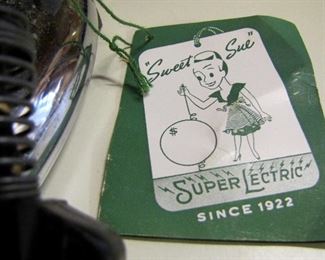 "Sweet Sue"
$
SUPER LECTRIC
SINCE 1922